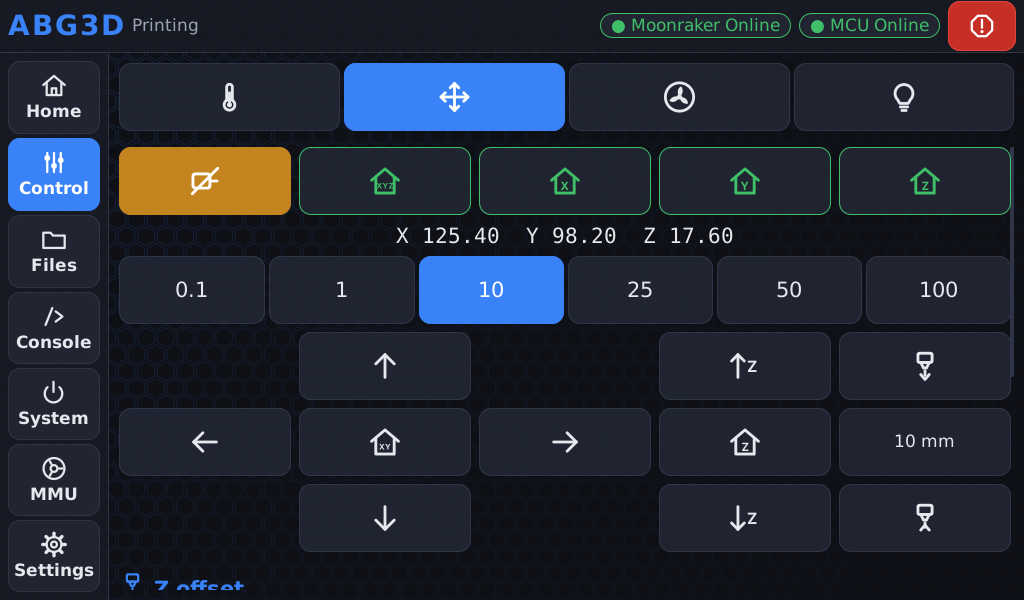 ABG3D Printing
Moonraker Online
MCU Online
Home
Control
Files
Console
System
MMU
Settings
XYZ
X
Y
Z
X 125.40 Y 98.20 Z 17.60
0.1 1 10 25 50 100
Z
XY
Z
10 mm
Z
Z offset